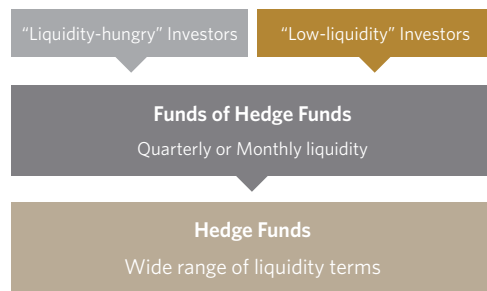 “Liquidity-hungry” Investors
“Low-liquidity” Investors
Funds of Hedge Funds
Quarterly or Monthly liquidity
Hedge Funds
Wide range of liquidity terms